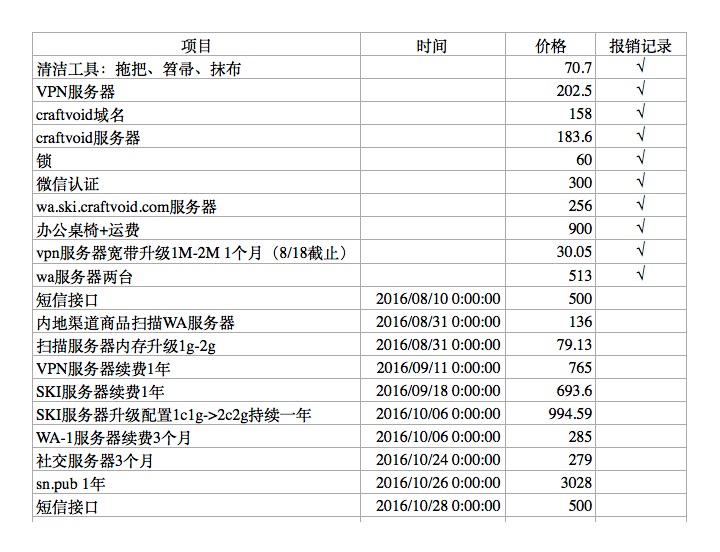 项目 时间 价格 报销记录
清洁工具：拖把、笤帚、抹布 70.7 √
VPN服务器 202.5 √
craftvoid域名 158 √
craftvoid服务器 183.6 √
锁 60 √
微信认证 300 √
wa.ski.craftvoid.com服务器 256 √
办公桌椅+运费 900 √
vpn服务器宽带升级1M-2M 1个月（8/18截止） 30.05 √
wa服务器两台 513 √
短信接口 2016/08/10 0:00:00 500
内地渠道商品扫描WA服务器 2016/08/31 0:00:00 136
扫描服务器内存升级1g-2g 2016/08/31 0:00:00 79.13
VPN服务器续费1年 2016/09/11 0:00:00 765
SKI服务器续费1年 2016/09/18 0:00:00 693.6
SKI服务器升级配置1c1g->2c2g持续一年 2016/10/06 0:00:00 994.59
WA-1服务器续费3个月 2016/10/06 0:00:00 285
社交服务器3个月 2016/10/24 0:00:00 279
sn.pub 1年 2016/10/26 0:00:00 3028
短信接口 2016/10/28 0:00:00 500